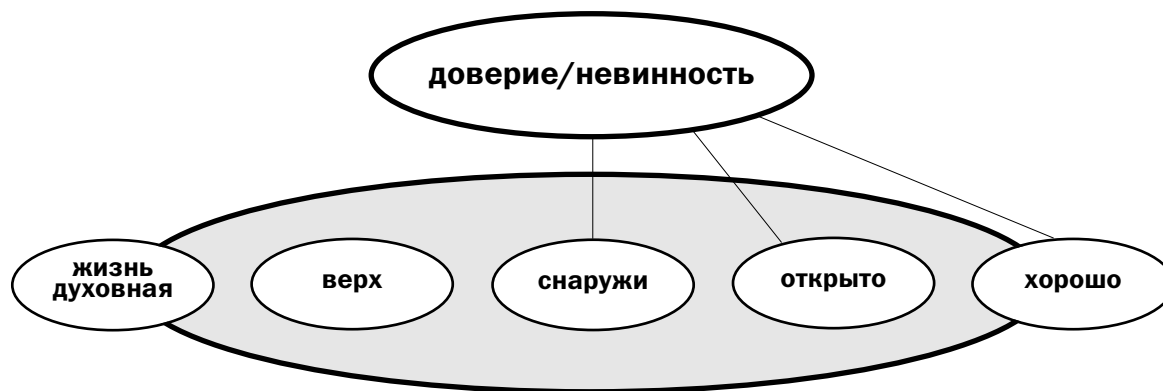 доверие/невинность
жизнь
духовная
верх
снаружи
открыто
хорошо